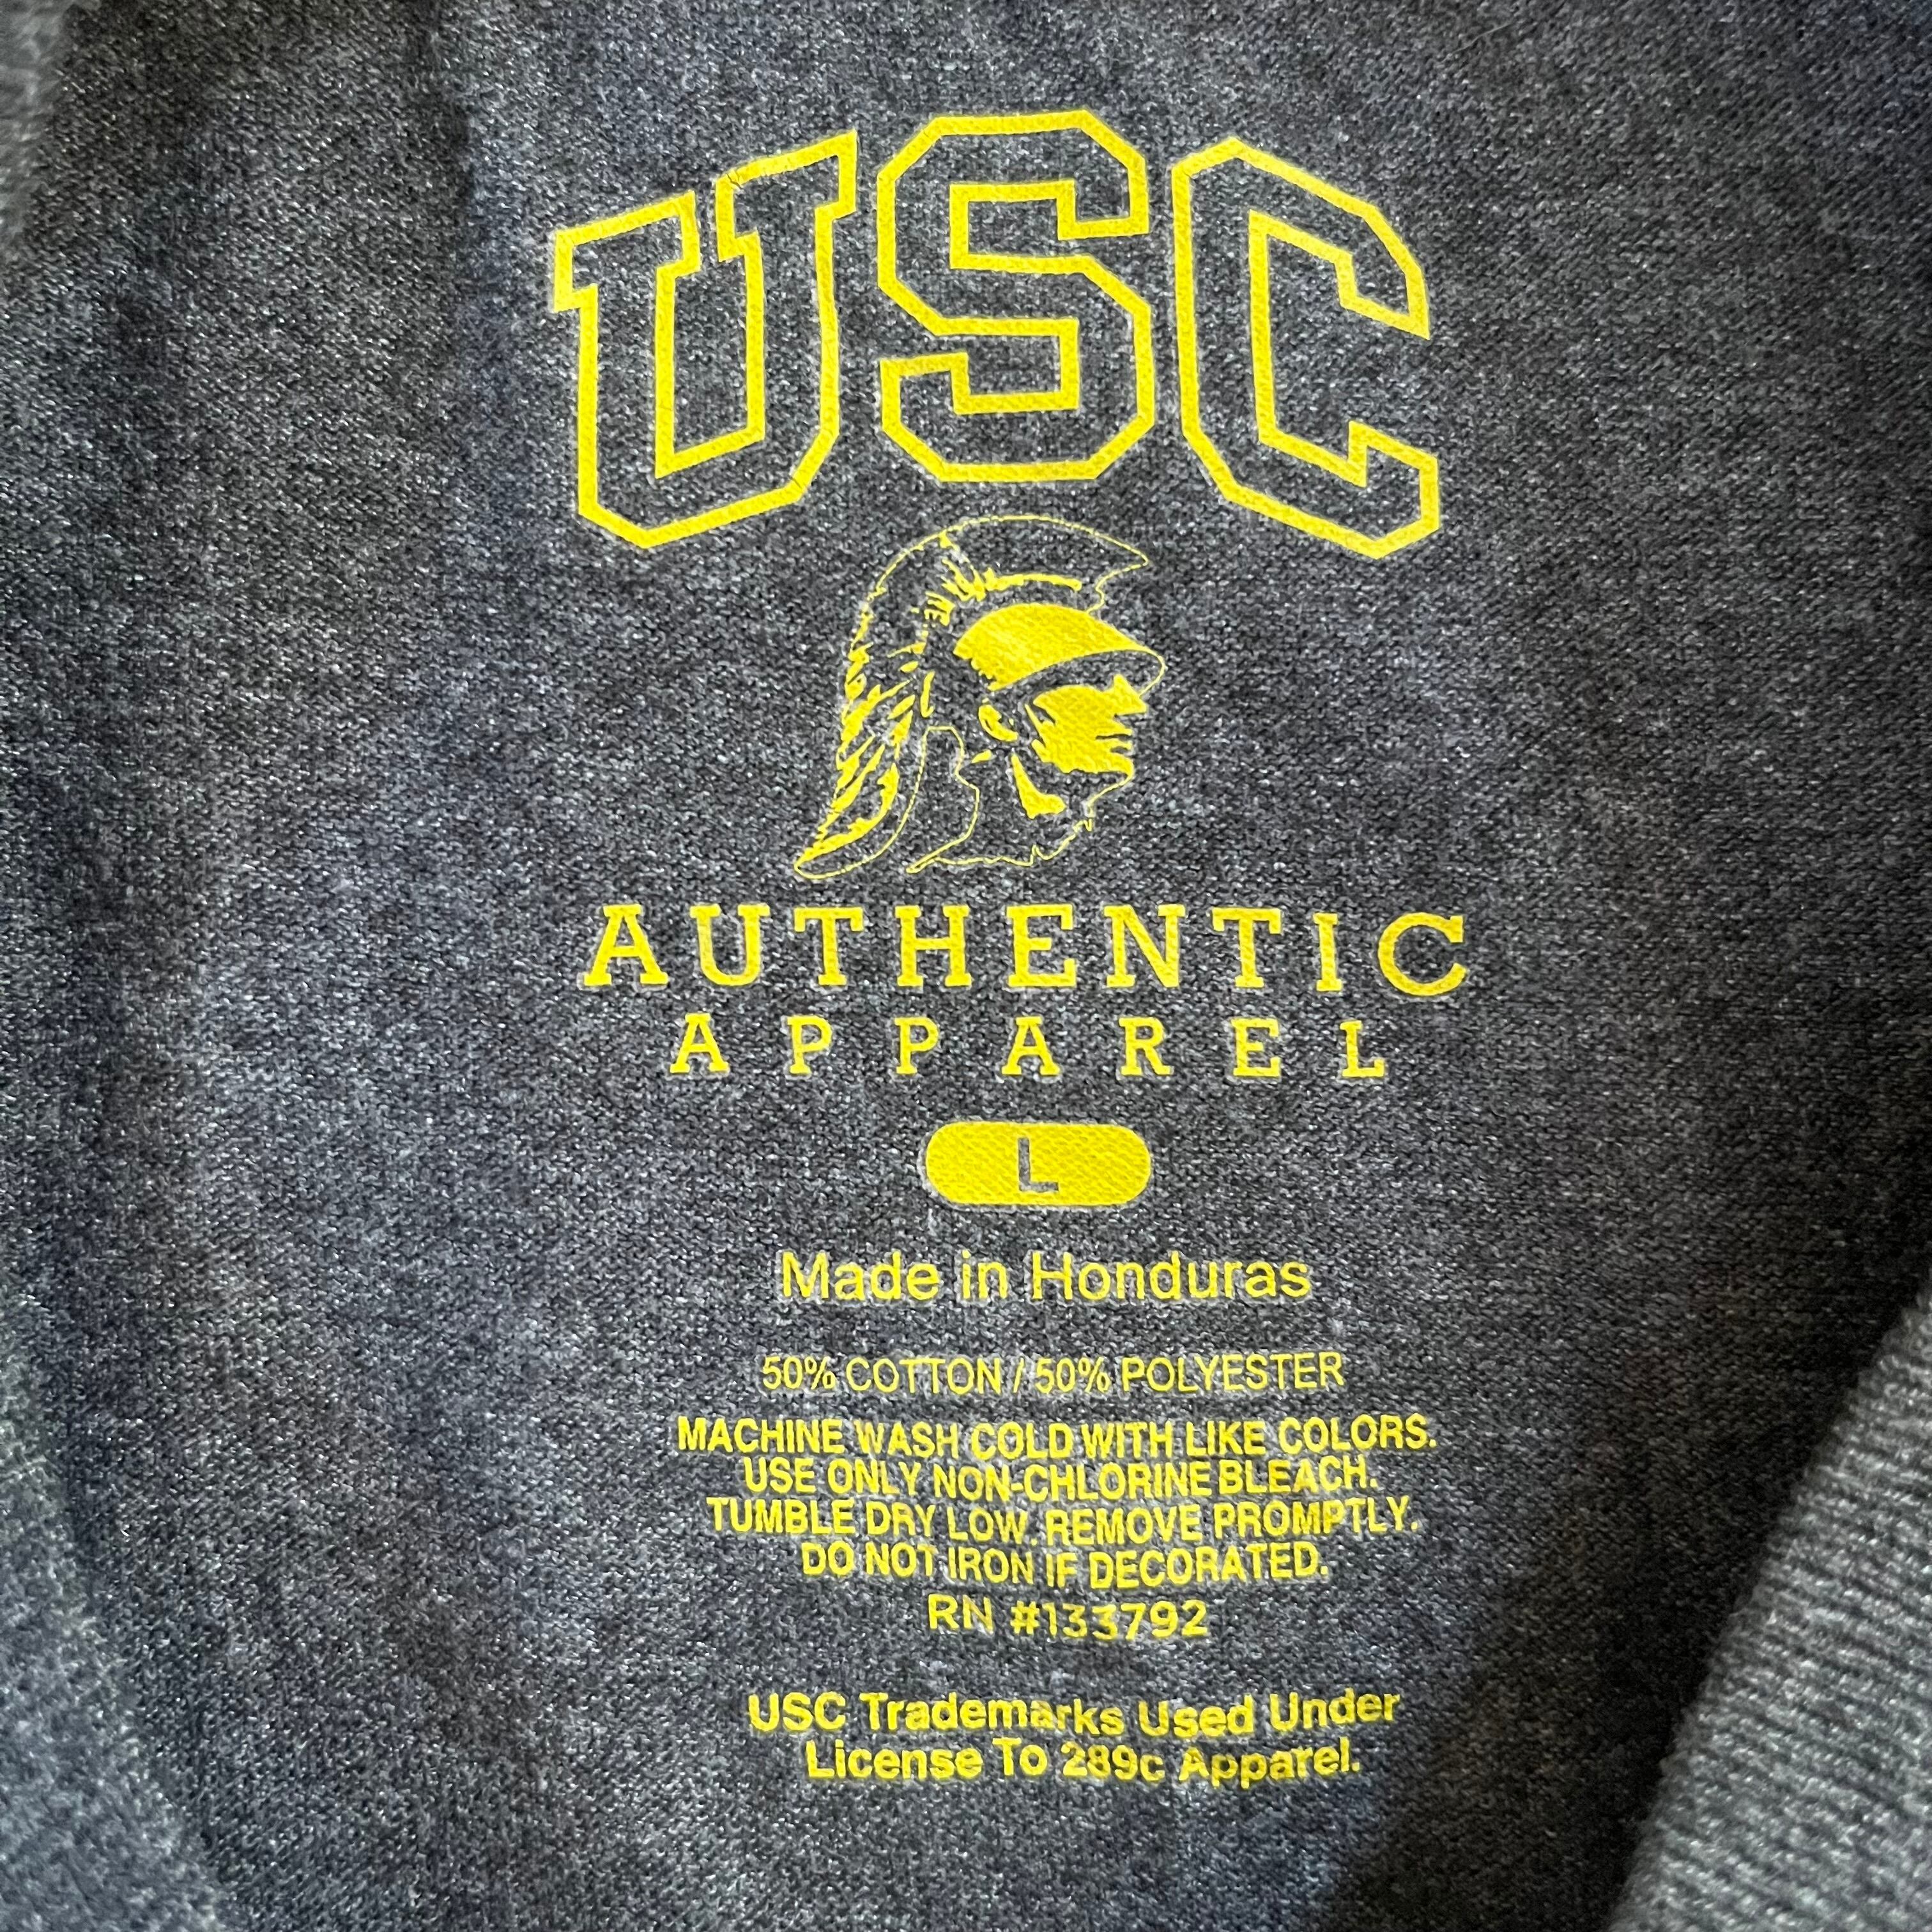 USC
AUTHENTIC
APPAREL
L
Made in Honduras
50% COTTON / 50% POLYESTER
MACHINE WASH COLD WITH LIKE COLORS.
USE ONLY NON-CHLORINE BLEACH.
TUMBLE DRY LOW. REMOVE PROMPTLY.
DO NOT IRON IF DECORATED.
RN #133792
USC Trademarks Used Under
License To 289c Apparel.